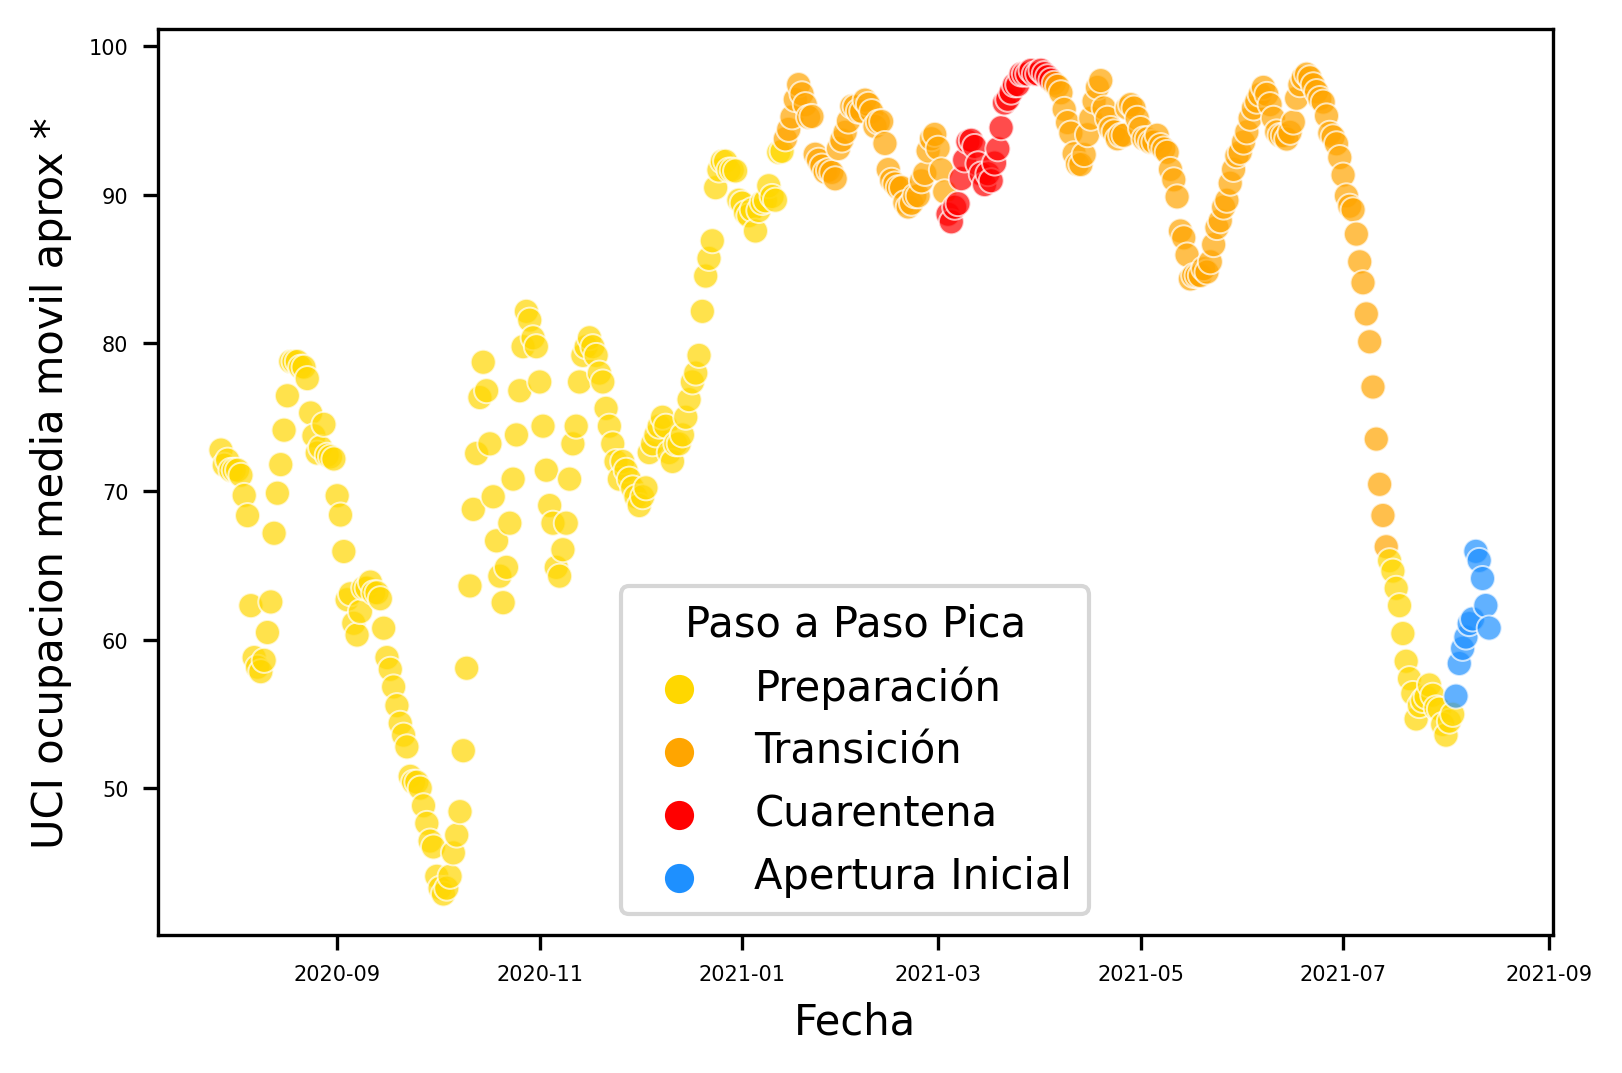 UCI ocupacion media movil aprox *
100
90
80
70
60
50
Paso a Paso Pica
Preparación
Transición
Cuarentena
Apertura Inicial
2020-09 2020-11 2021-01 2021-03 2021-05 2021-07 2021-09
Fecha